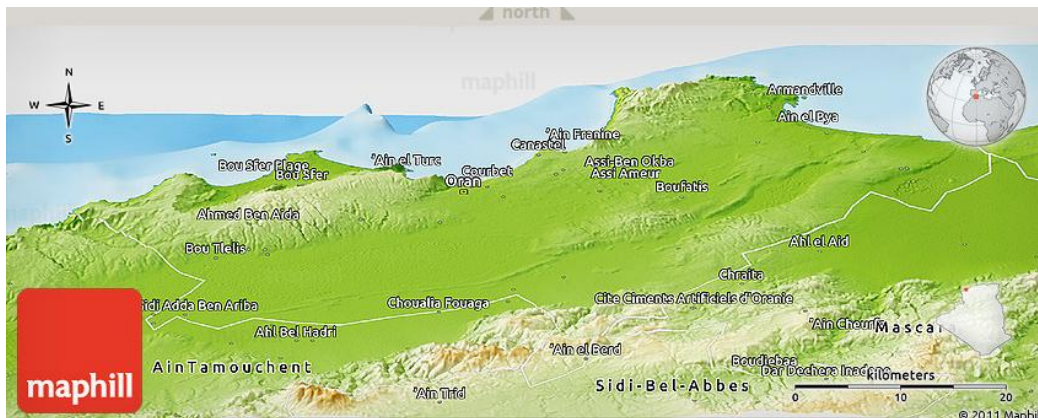 north
N
W E
S
maphill
Armandville
Ain el Bya
'Ain Franine
Canastel
'Ain el Turc
Courbet
Bou Sfer Plage
Bou Sfer
Oran
Assi-Ben Okba
Assi Ameur
Boufatis
Ahmed Ben Aida
Bou Tlelis
Ahl el Aid
Chraita
Sidi Adda Ben Ariba
Choualia Fouaga
Cite Ciments Artificiels d'Oranie
Ahl Bel Hadri
'Ain Cheurfa
Mascara
'Ain el Berd
Boudjebaa
Dar Dechera
AinTamouchent
Sidi-Bel-Abbes
'Ain Trid
kilometers
0 5 10 20
maphill
© 2011 Maphill